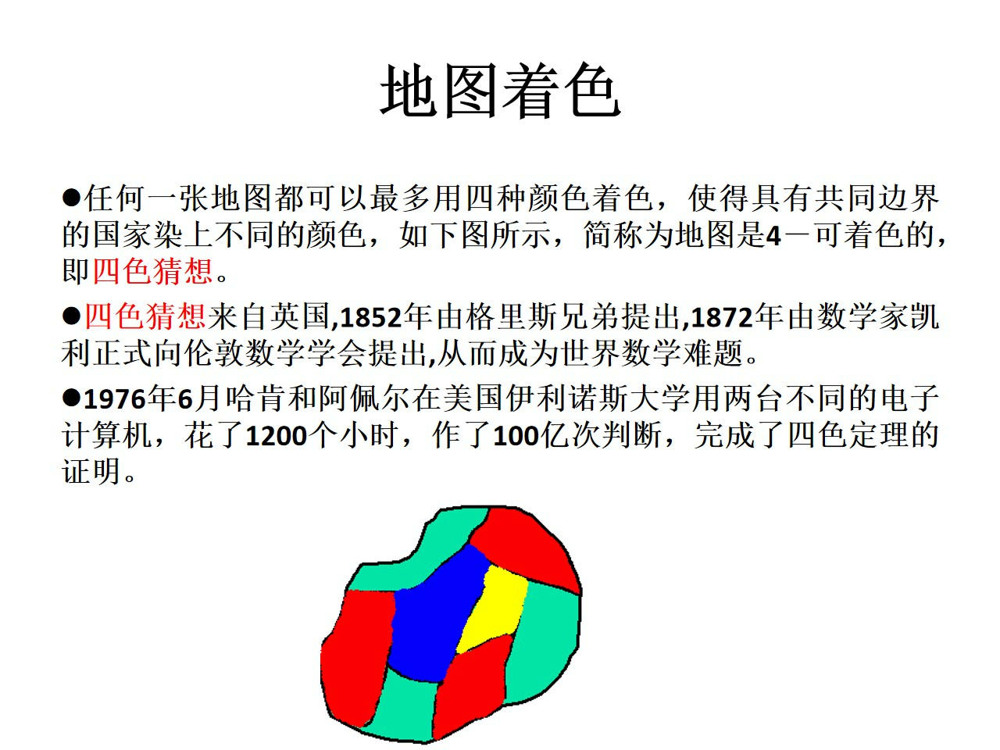 地图着色
●任何一张地图都可以最多用四种颜色着色，使得具有共同边界
的国家染上不同的颜色，如下图所示，简称为地图是4－可着色的，
即四色猜想。
●四色猜想来自英国,1852年由格里斯兄弟提出,1872年由数学家凯
利正式向伦敦数学学会提出,从而成为世界数学难题。
●1976年6月哈肯和阿佩尔在美国伊利诺斯大学用两台不同的电子
计算机，花了1200个小时，作了100亿次判断，完成了四色定理的
证明。